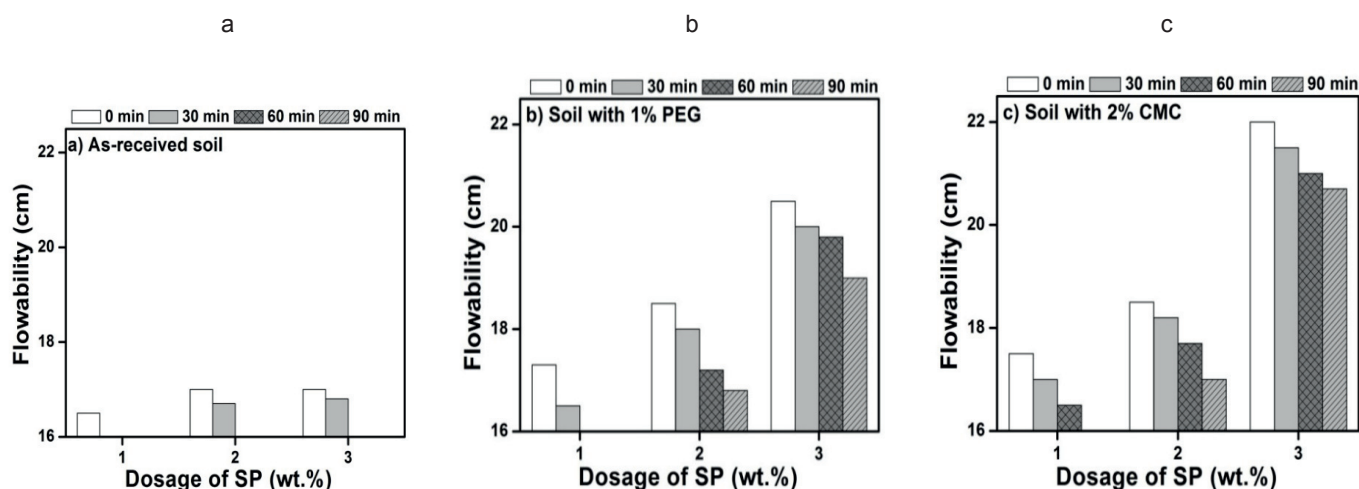 a
b
c
0 min 30 min 60 min 90 min
a) As-received soil
Flowability (cm)
22
20
18
16
1 2 3
Dosage of SP (wt.%)
0 min 30 min 60 min 90 min
b) Soil with 1% PEG
Flowability (cm)
22
20
18
16
1 2 3
Dosage of SP (wt.%)
0 min 30 min 60 min 90 min
c) Soil with 2% CMC
Flowability (cm)
22
20
18
16
1 2 3
Dosage of SP (wt.%)